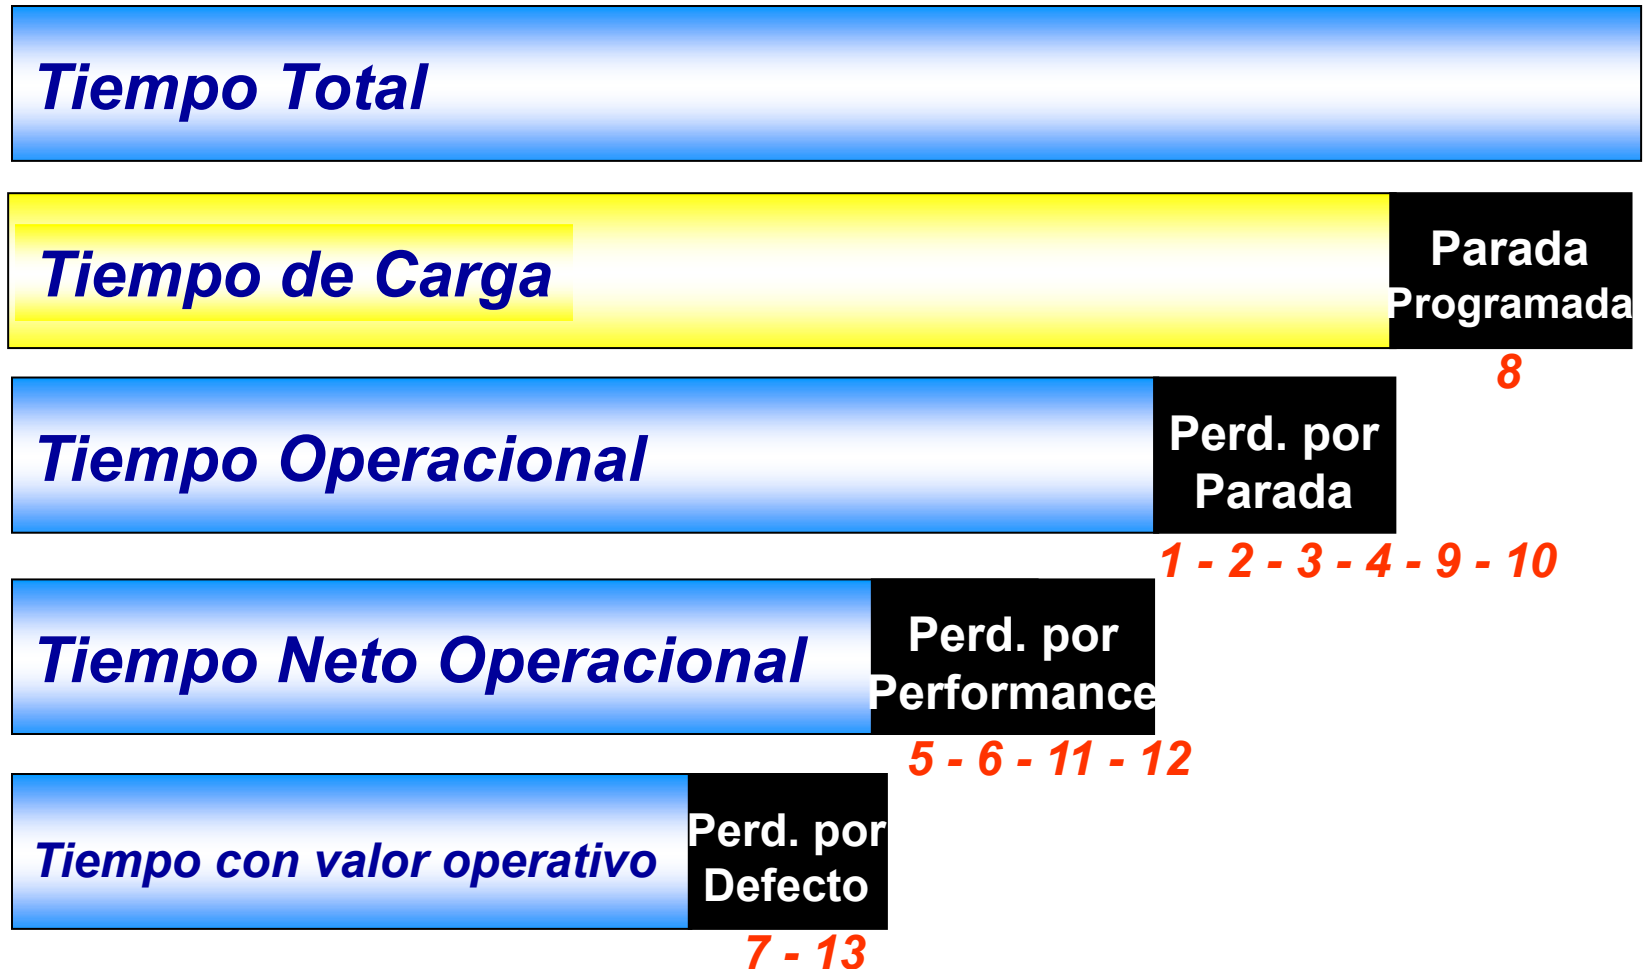 Tiempo Total
Tiempo de Carga
Parada
Programada
8
Tiempo Operacional
Perd. por
Parada
1 - 2 - 3 - 4 - 9 - 10
Tiempo Neto Operacional
Perd. por
Performance
5 - 6 - 11 - 12
Tiempo con valor operativo
Perd. por
Defecto
7 - 13